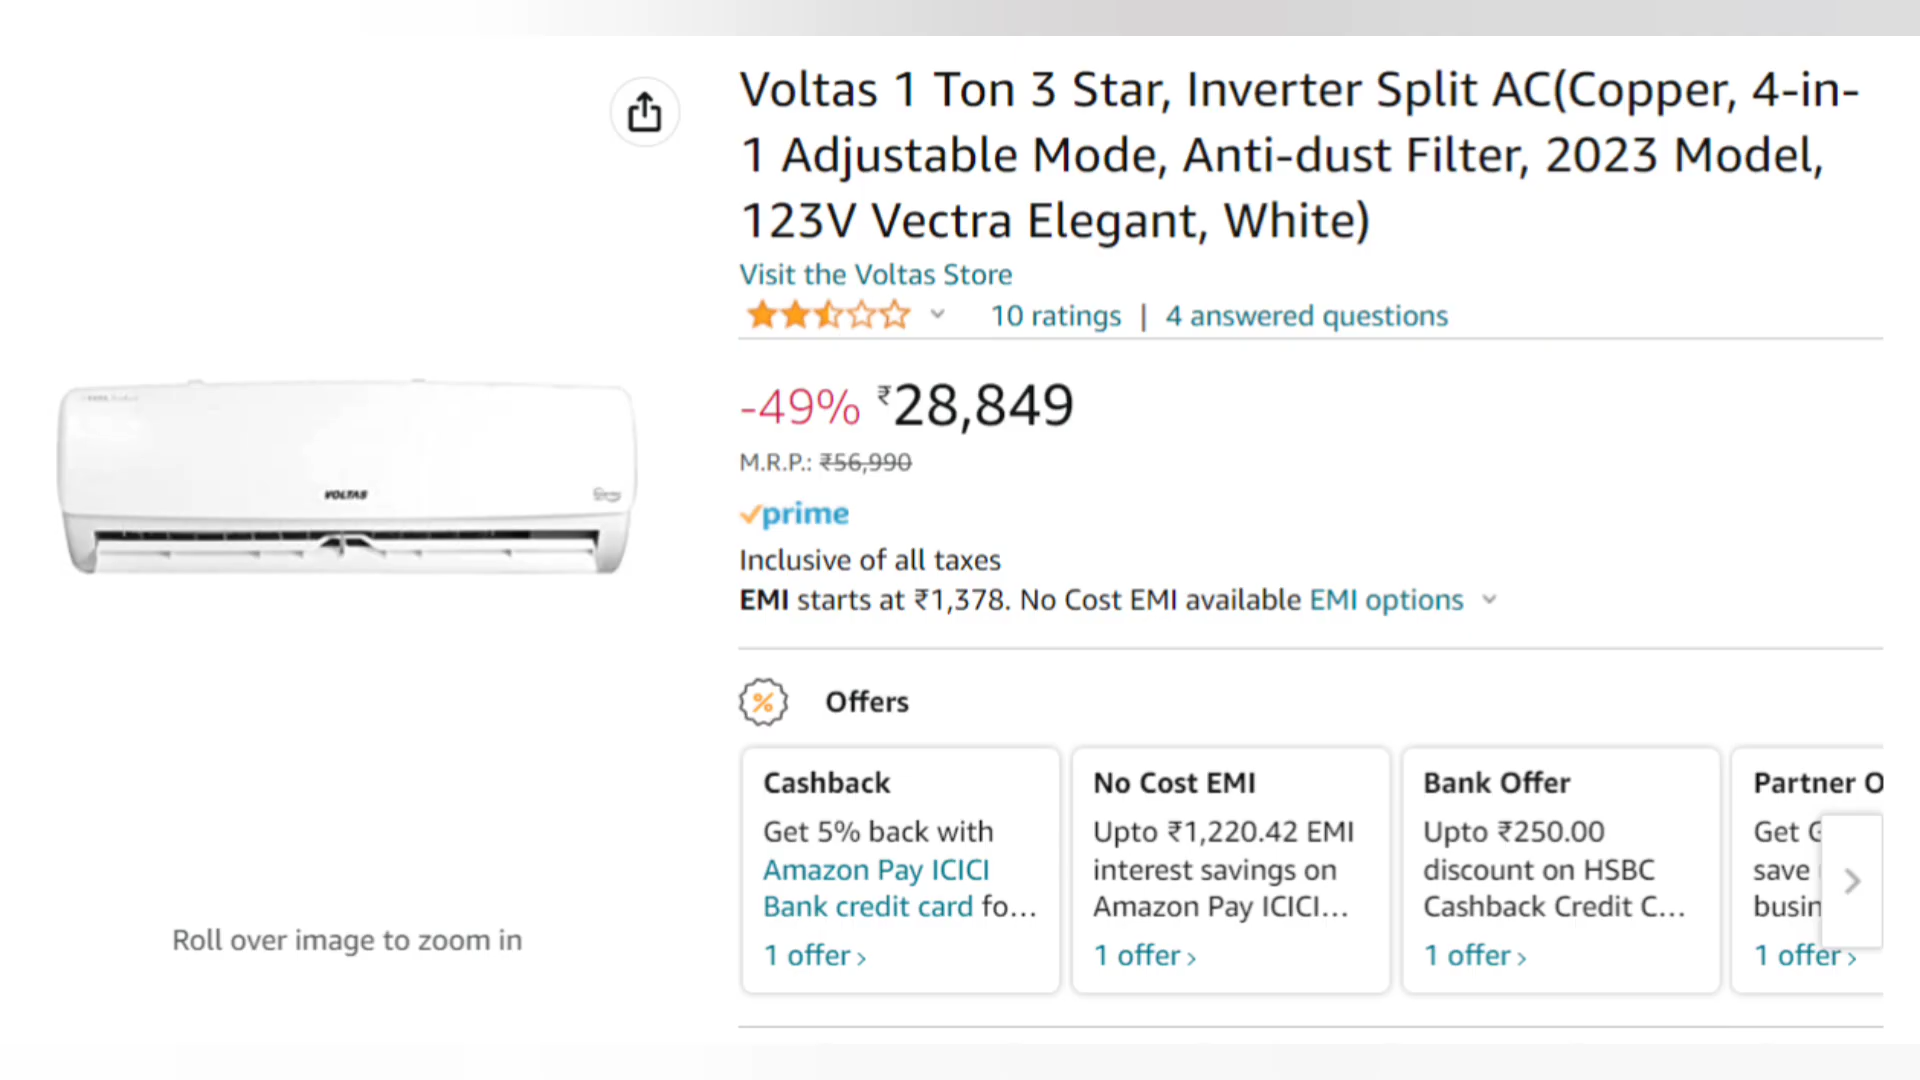 Voltas 1 Ton 3 Star, Inverter Split AC(Copper, 4-in-
1 Adjustable Mode, Anti-dust Filter, 2023 Model,
123V Vectra Elegant, White)
Visit the Voltas Store
10 ratings | 4 answered questions
-49% ₹28,849
M.R.P.: ₹56,990
prime
Inclusive of all taxes
EMI starts at ₹1,378. No Cost EMI available EMI options
VOLTAS
Roll over image to zoom in
% Offers
Cashback
Get 5% back with
Amazon Pay ICICI
Bank credit card fo...
1 offer ›
No Cost EMI
Upto ₹1,220.42 EMI
interest savings on
Amazon Pay ICICI...
1 offer ›
Bank Offer
Upto ₹250.00
discount on HSBC
Cashback Credit C...
1 offer ›
Partner O
Get
save
busin
1 offer ›